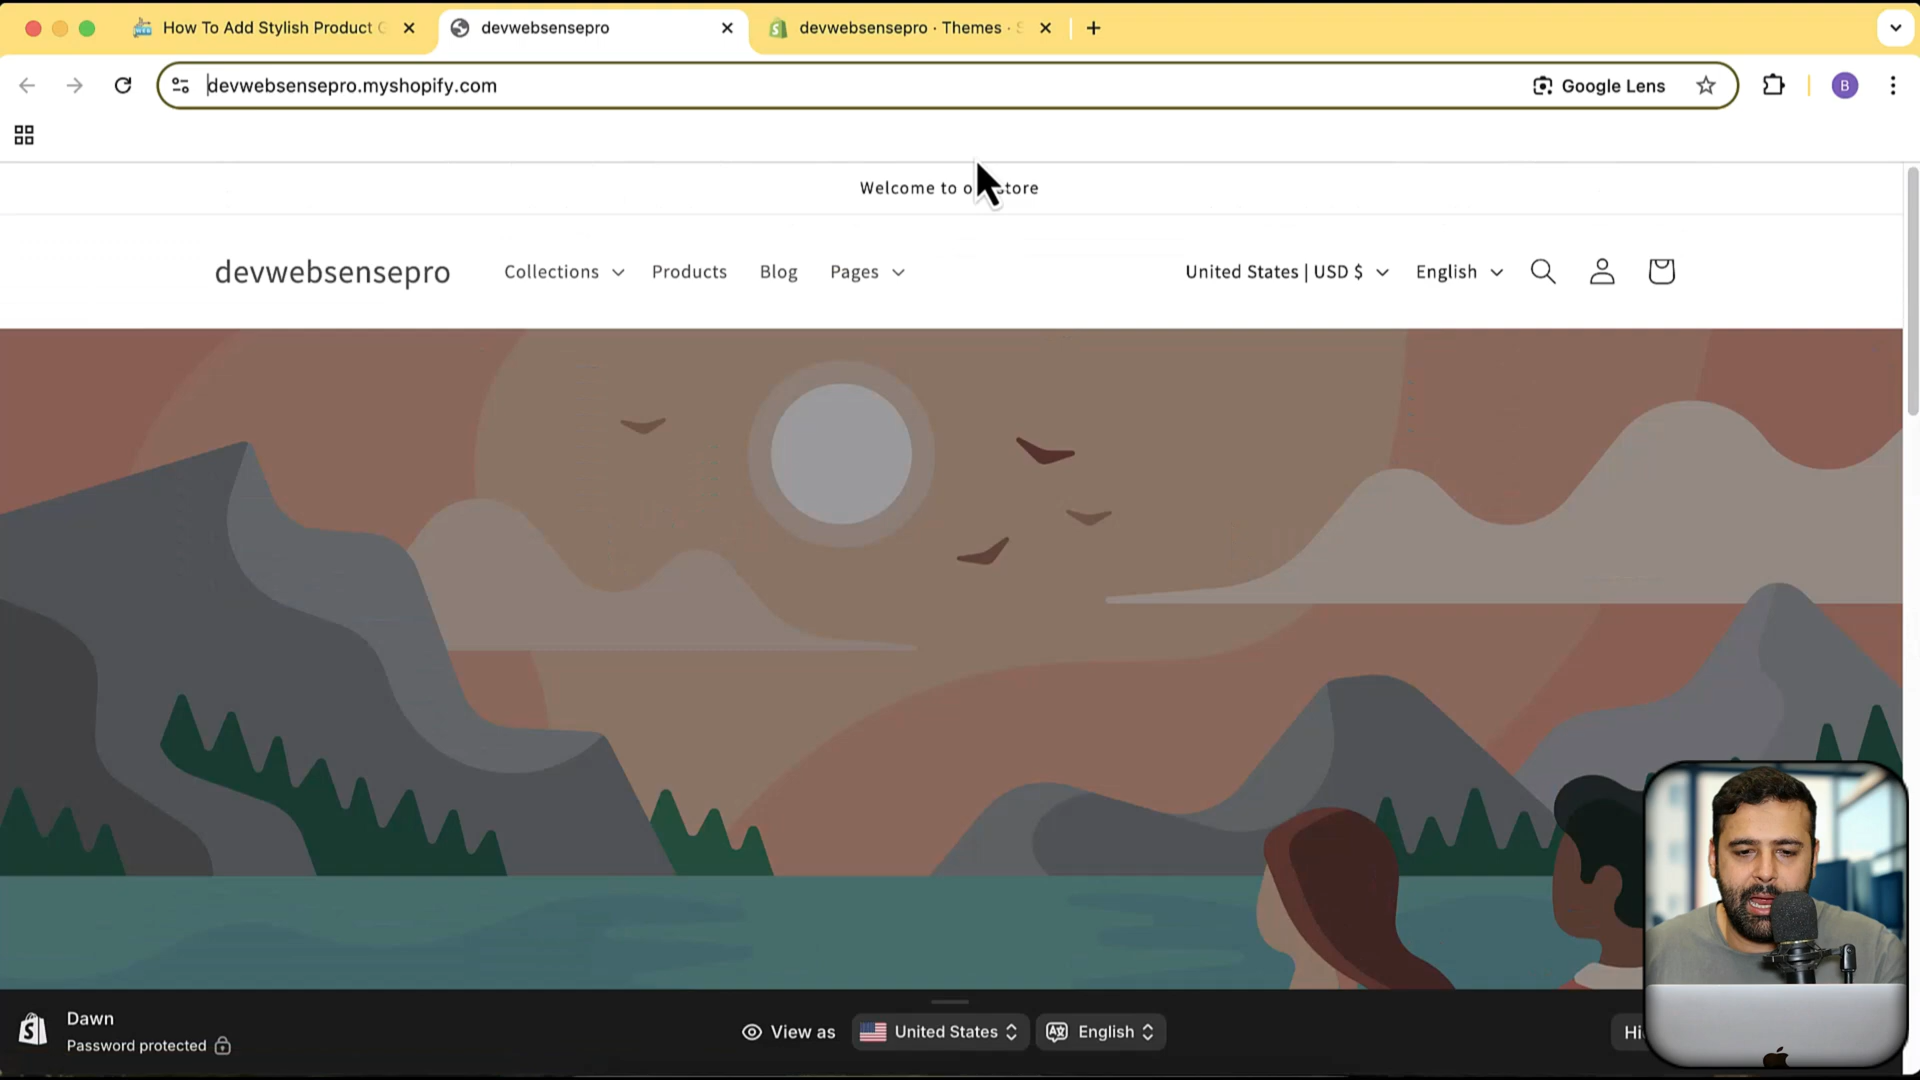 How To Add Stylish Product
devwebsensepro
devwebsensepro · Themes ·
devwebsensepro.myshopify.com
Google Lens
B
Welcome to o store
devwebsensepro
Collections
Products
Blog
Pages
United States | USD $
English
Dawn
Password protected
View as
United States
English